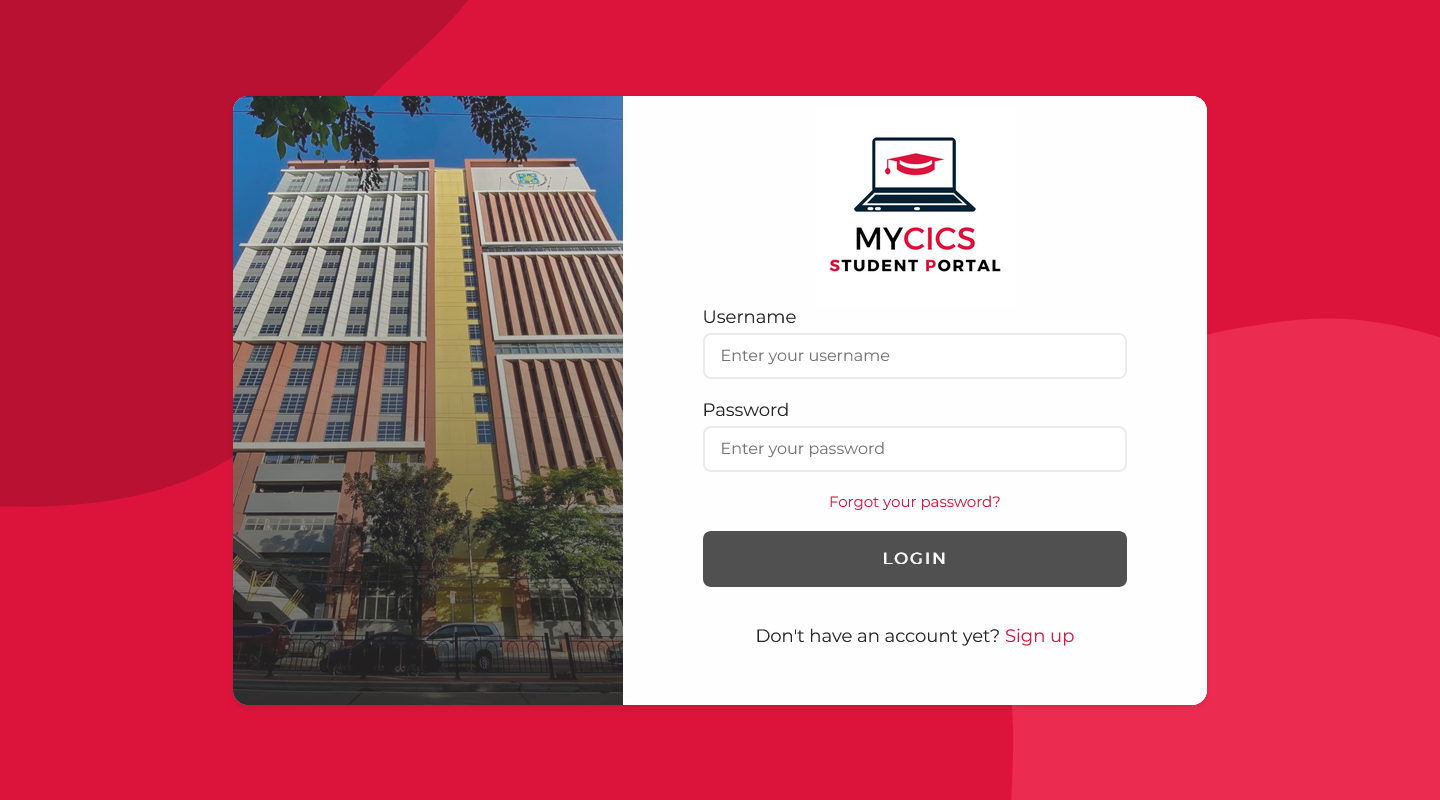 MYCICS
STUDENT PORTAL
Username
Enter your username
Password
Enter your password
Forgot your password?
LOGIN
Don't have an account yet? Sign up